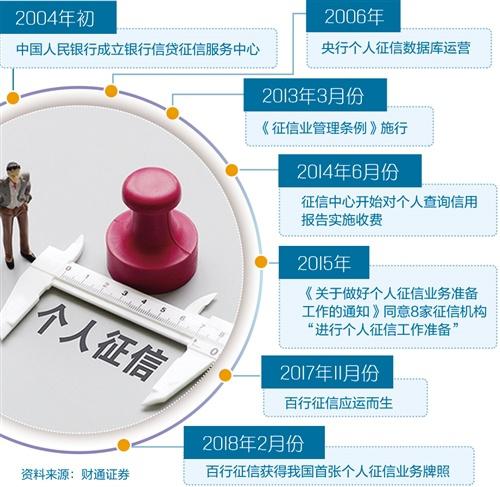 2004年初
中国人民银行成立银行信贷征信服务中心
2006年
央行个人征信数据库运营
2013年3月份
《征信业管理条例》施行
2014年6月份
征信中心开始对个人查询信用
报告实施收费
2015年
《关于做好个人征信业务准备
工作的通知》同意8家征信机构
“进行个人征信工作准备”
2017年11月份
百行征信应运而生
2018年2月份
百行征信获得我国首张个人征信业务牌照
个人征信
0 1 2 3 4 5 6 7 8
资料来源：财通证券